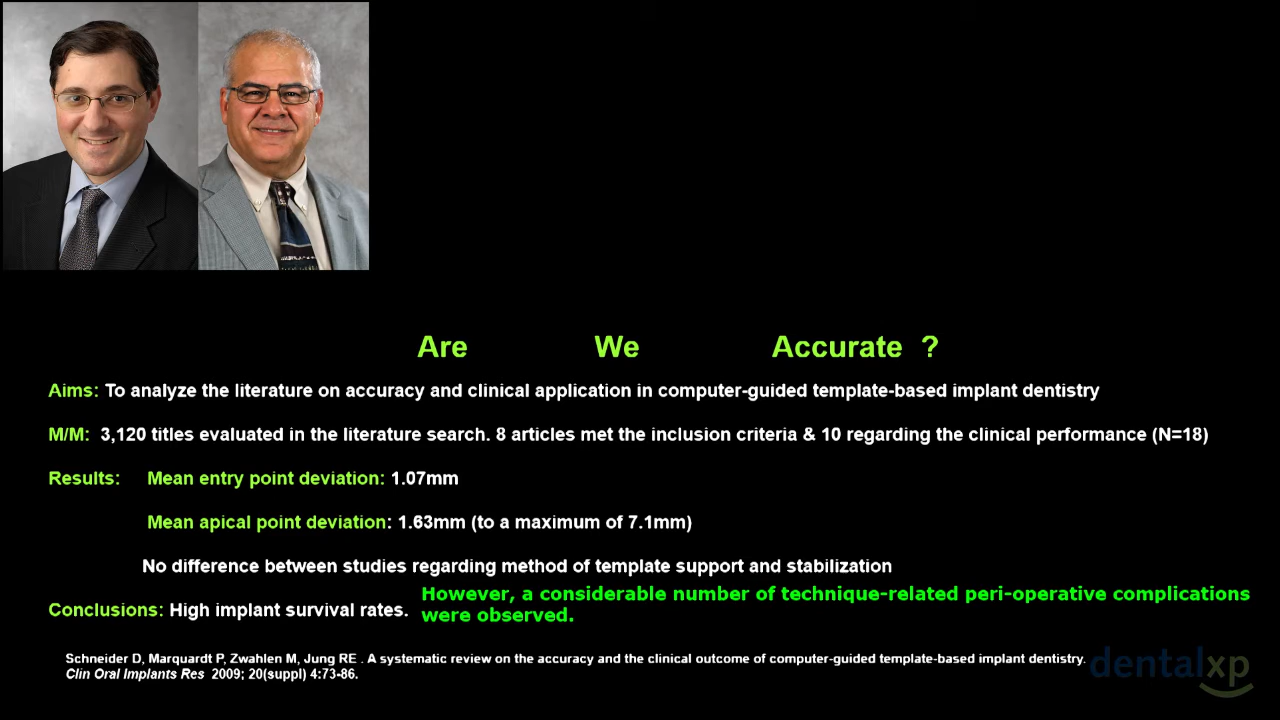 Are We Accurate ?
Aims: To analyze the literature on accuracy and clinical application in computer-guided template-based implant dentistry
M/M: 3,120 titles evaluated in the literature search. 8 articles met the inclusion criteria & 10 regarding the clinical performance (N=18)
Results: Mean entry point deviation: 1.07mm
Mean apical point deviation: 1.63mm (to a maximum of 7.1mm)
No difference between studies regarding method of template support and stabilization
Conclusions: High implant survival rates.
However, a considerable number of technique-related peri-operative complications
were observed.
Schneider D, Marquardt P, Zwahlen M, Jung RE . A systematic review on the accuracy and the clinical outcome of computer-guided template-based implant dentistry.
Clin Oral Implants Res 2009; 20(suppl) 4:73-86.
dentalxp